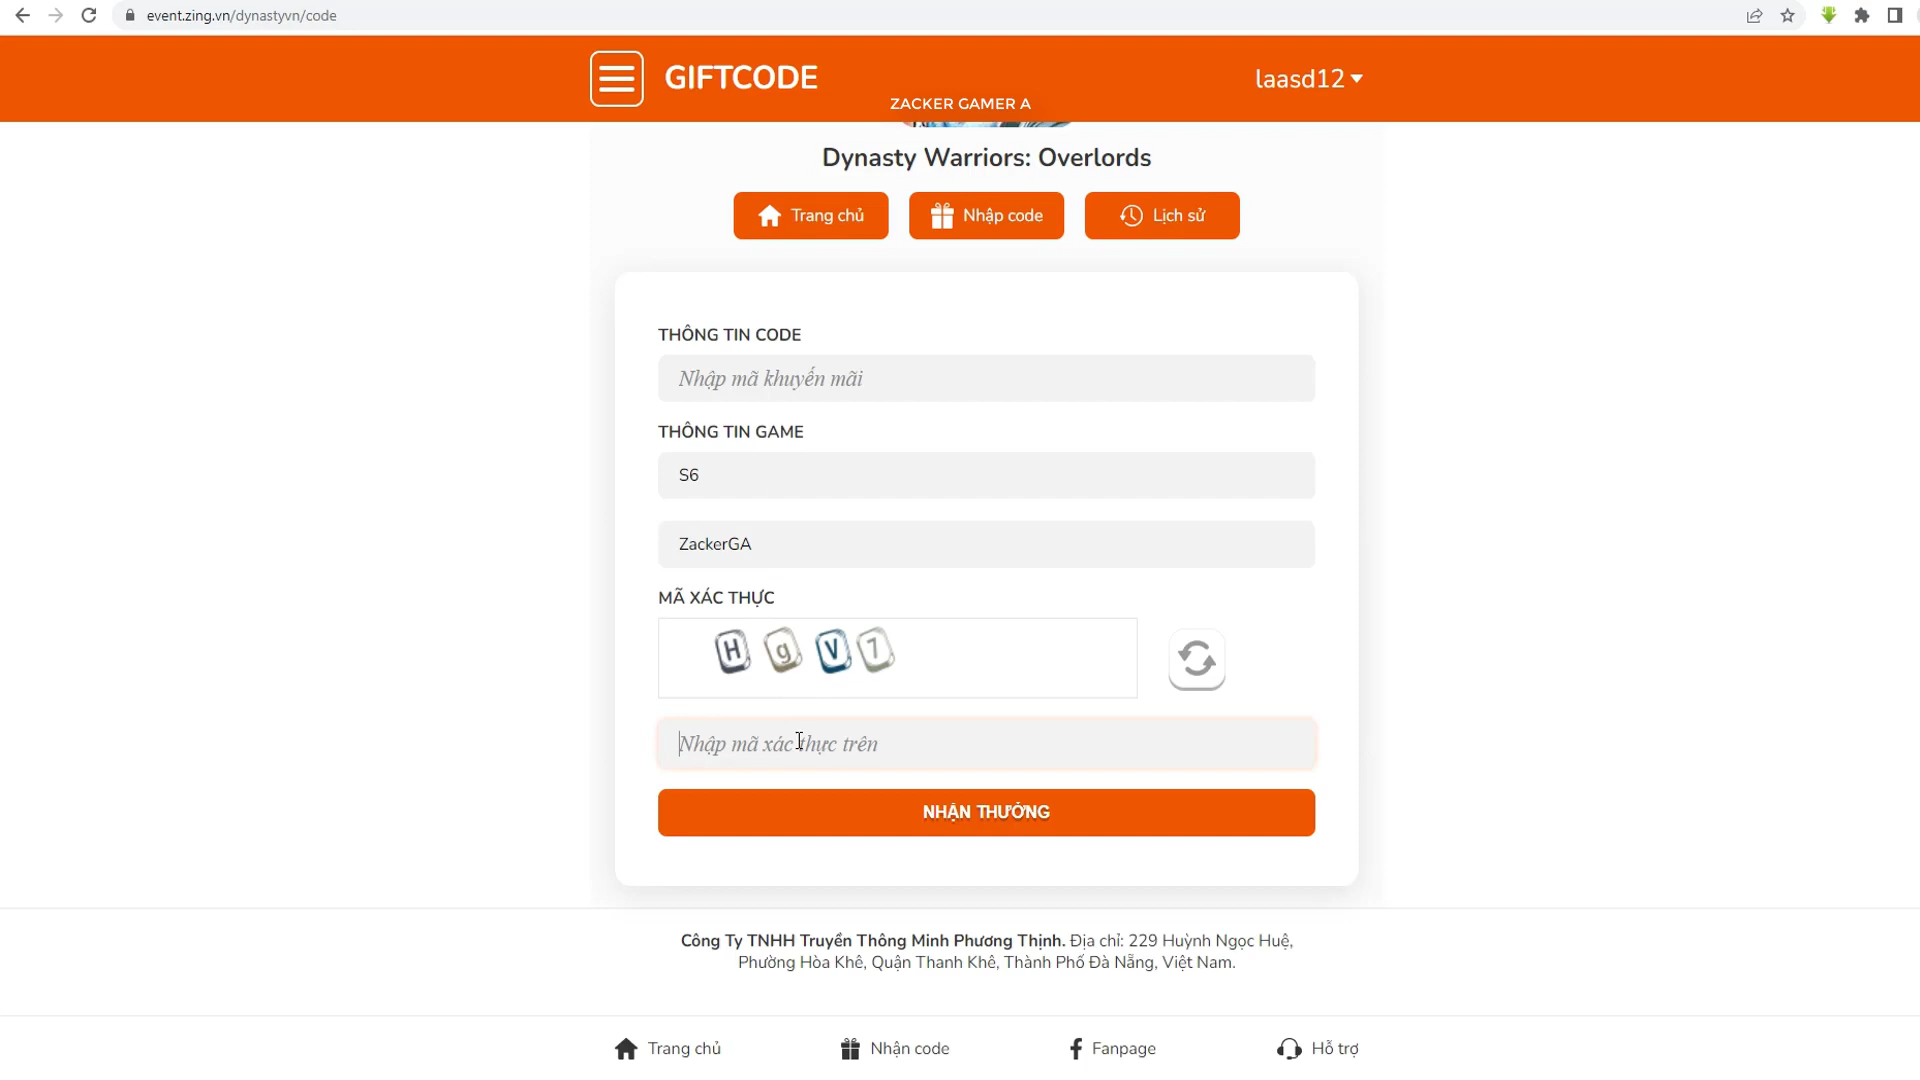 event.zing.vn/dynastyvn/code
GIFTCODE
laasd12
ZACKER GAMER A
Dynasty Warriors: Overlords
Trang chủ
Nhập code
Lịch sử
THÔNG TIN CODE
Nhập mã khuyến mãi
THÔNG TIN GAME
S6
ZackerGA
MÃ XÁC THỰC
H g V 7
Nhập mã xác thực trên
NHẬN THƯỞNG
Công Ty TNHH Truyền Thông Minh Phương Thịnh. Địa chỉ: 229 Huỳnh Ngọc Huệ,
Phường Hòa Khê, Quận Thanh Khê, Thành Phố Đà Nẵng, Việt Nam.
Trang chủ
Nhận code
Fanpage
Hỗ trợ